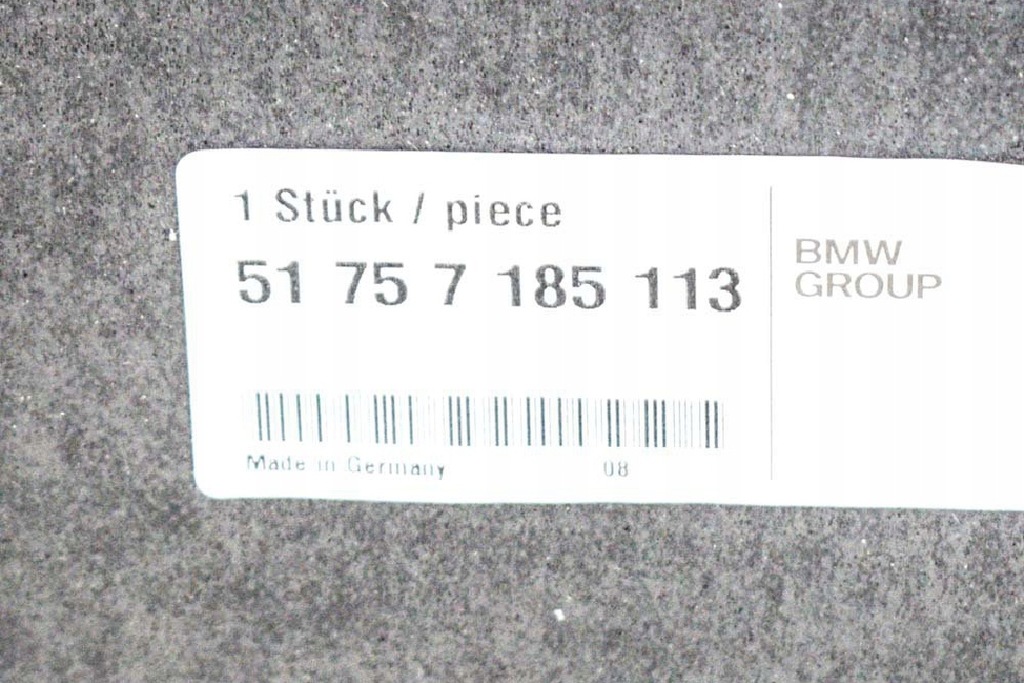 1 Stück / piece
51 75 7 185 113
BMW
GROUP
Made in Germany 08